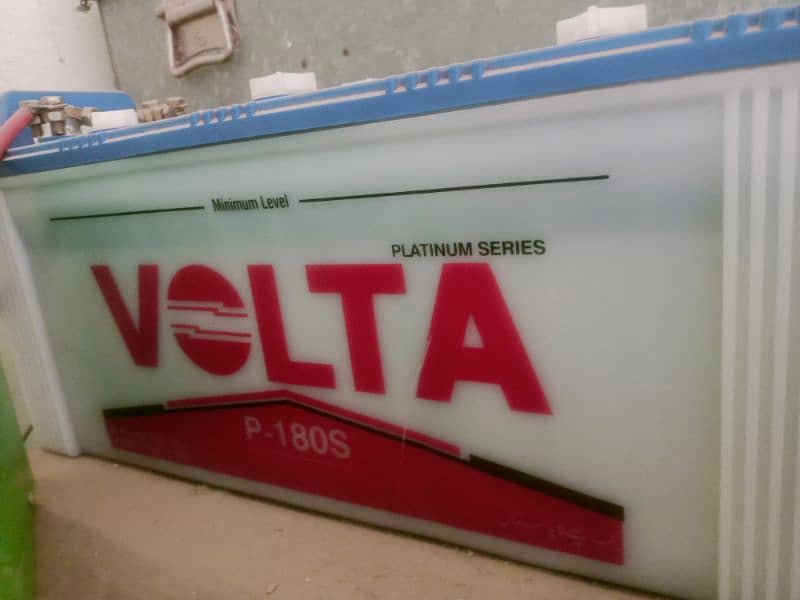 Minimum Level
PLATINUM SERIES
VOLTA
P-180S